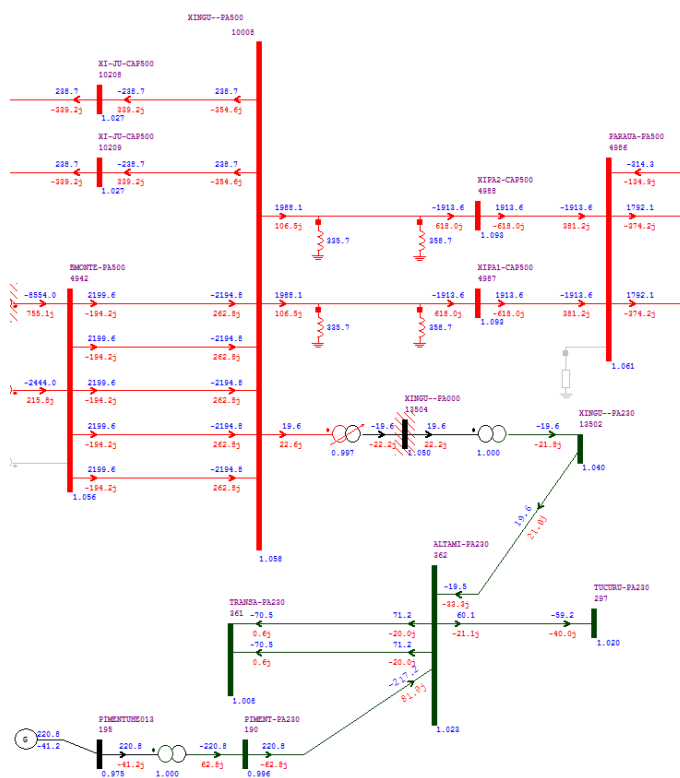 XINGU--PA500
10008
XI-JU-CAP500
10208
238.7
-238.7
238.7
-339.2j
339.2j
-354.6j
1.027
XI-JU-CAP500
10209
238.7
-238.7
238.7
-339.2j
339.2j
-354.6j
1.027
PARAUA-PA500
4986
-314.3
-134.9j
XIPA2-CAP500
4988
1988.1
-1913.6
1913.6
-1913.6
1792.1
106.5j
618.0j
-618.0j
381.2j
-374.2j
335.7
358.7
1.093
BMONTE-PA500
4942
XIPA1-CAP500
4987
-8554.0
2199.6
-2194.8
1988.1
-1913.6
1913.6
-1913.6
1792.1
755.1j
-194.2j
262.8j
106.5j
618.0j
-618.0j
381.2j
-374.2j
335.7
358.7
1.093
2199.6
-2194.8
-194.2j
262.8j
1.061
-2444.0
2199.6
-2194.8
215.8j
-194.2j
262.8j
XINGU--PA000
13504
XINGU--PA230
13502
2199.6
-2194.8
19.6
-19.6
19.6
-19.6
-194.2j
262.8j
22.6j
-22.2j
22.2j
-21.8j
0.997
1.050
1.000
1.040
2199.6
-2194.8
-194.2j
262.8j
1.056
1.058
19.6
21.8j
ALTAMI-PA230
362
-19.5
-33.3j
TRANSA-PA230
361
TUCURU-PA230
297
-70.5
71.2
60.1
-59.2
0.6j
-20.0j
-21.1j
-40.0j
1.020
-70.5
71.2
0.6j
-20.0j
-217.2
81.0j
1.008
1.023
PIMENTUHE013
195
PIMENT-PA230
190
G
220.8
-41.2
220.8
-220.8
220.8
-41.2j
62.8j
-62.8j
0.975
1.000
0.996